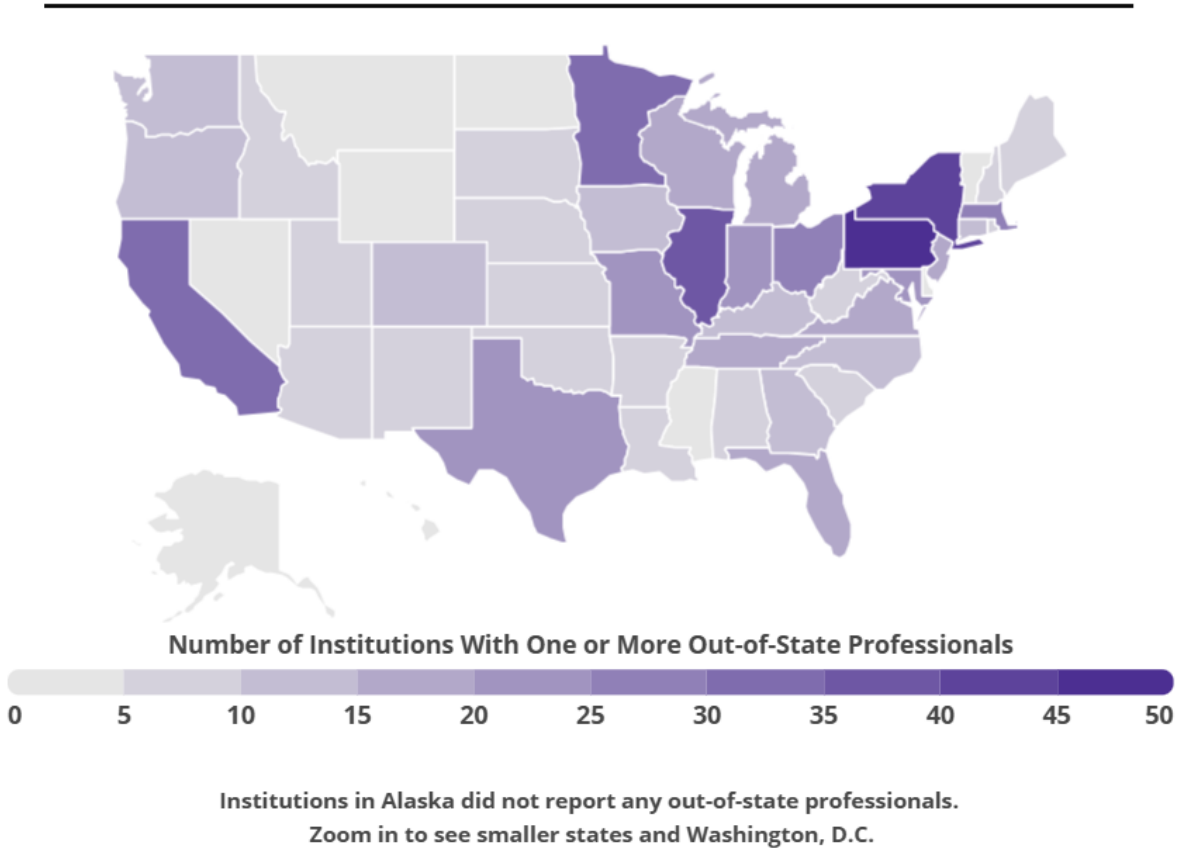 Number of Institutions With One or More Out-of-State Professionals
0 5 10 15 20 25 30 35 40 45 50
Institutions in Alaska did not report any out-of-state professionals.
Zoom in to see smaller states and Washington, D.C.